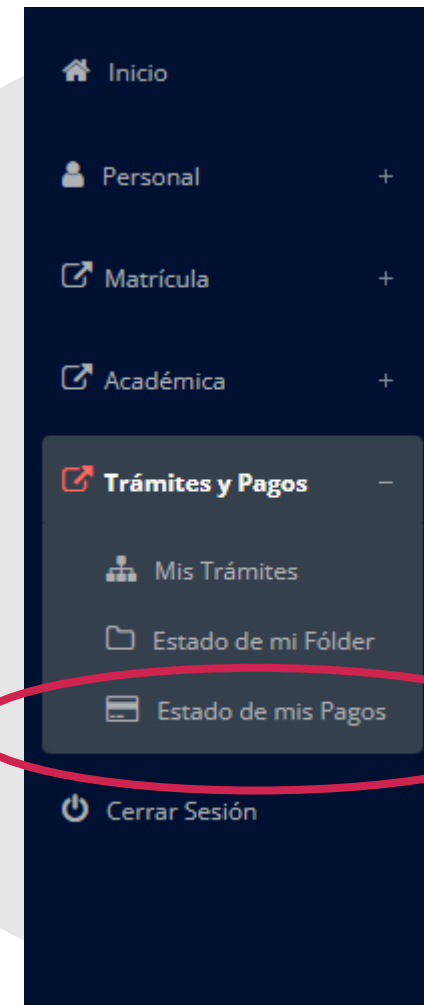 Inicio
Personal +
Matrícula +
Académica +
Trámites y Pagos −
Mis Trámites
Estado de mi Fólder
Estado de mis Pagos
Cerrar Sesión